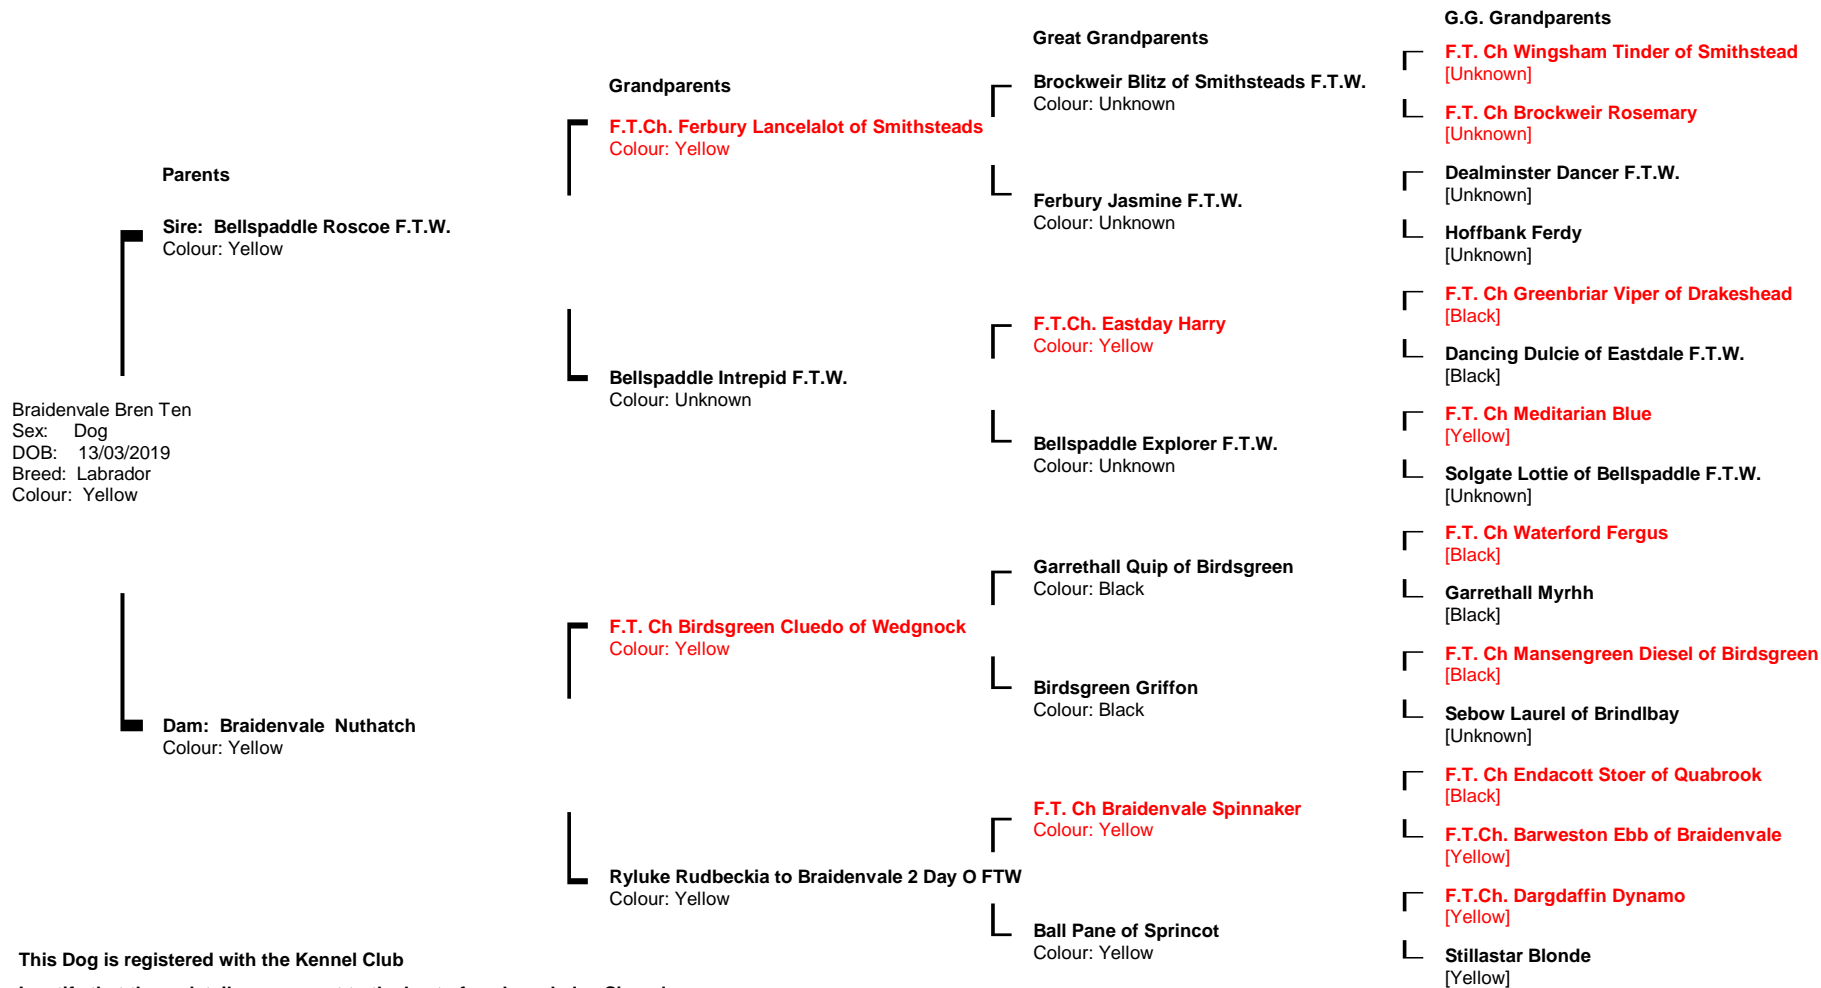 Braidenvale Bren Ten
Sex: Dog
DOB: 13/03/2019
Breed: Labrador
Colour: Yellow
Parents
Sire: Bellspaddle Roscoe F.T.W.
Colour: Yellow
Dam: Braidenvale Nuthatch
Colour: Yellow
Grandparents
F.T.Ch. Ferbury Lancelalot of Smithsteads
Colour: Yellow
Bellspaddle Intrepid F.T.W.
Colour: Unknown
F.T. Ch Birdsgreen Cluedo of Wedgnock
Colour: Yellow
Ryluke Rudbeckia to Braidenvale 2 Day O FTW
Colour: Yellow
Great Grandparents
Brockweir Blitz of Smithsteads F.T.W.
Colour: Unknown
Ferbury Jasmine F.T.W.
Colour: Unknown
F.T.Ch. Eastday Harry
Colour: Yellow
Bellspaddle Explorer F.T.W.
Colour: Unknown
Garrethall Quip of Birdsgreen
Colour: Black
Birdsgreen Griffon
Colour: Black
F.T. Ch Braidenvale Spinnaker
Colour: Yellow
Ball Pane of Sprincot
Colour: Yellow
G.G. Grandparents
F.T. Ch Wingsham Tinder of Smithstead
[Unknown]
F.T. Ch Brockweir Rosemary
[Unknown]
Dealminster Dancer F.T.W.
[Unknown]
Hoffbank Ferdy
[Unknown]
F.T. Ch Greenbriar Viper of Drakeshead
[Black]
Dancing Dulcie of Eastdale F.T.W.
[Black]
F.T. Ch Meditarian Blue
[Yellow]
Solgate Lottie of Bellspaddle F.T.W.
[Unknown]
F.T. Ch Waterford Fergus
[Black]
Garrethall Myrhh
[Black]
F.T. Ch Mansengreen Diesel of Birdsgreen
[Black]
Sebow Laurel of Brindlbay
[Unknown]
F.T. Ch Endacott Stoer of Quabrook
[Black]
F.T.Ch. Barweston Ebb of Braidenvale
[Yellow]
F.T.Ch. Dargdaffin Dynamo
[Yellow]
Stillastar Blonde
[Yellow]
This Dog is registered with the Kennel Club